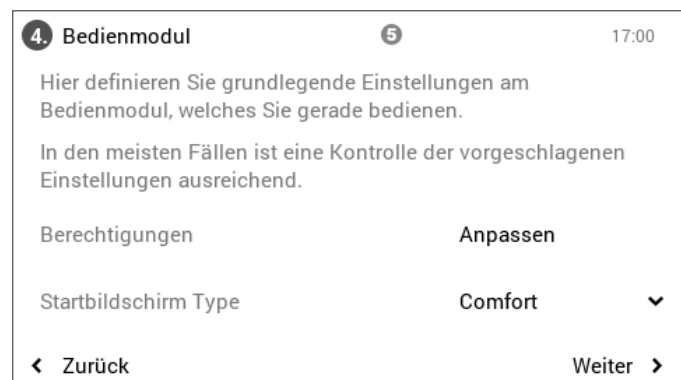 4. Bedienmodul 5 17:00
Hier definieren Sie grundlegende Einstellungen am
Bedienmodul, welches Sie gerade bedienen.
In den meisten Fällen ist eine Kontrolle der vorgeschlagenen
Einstellungen ausreichend.
Berechtigungen Anpassen
Startbildschirm Type Comfort
Zurück Weiter